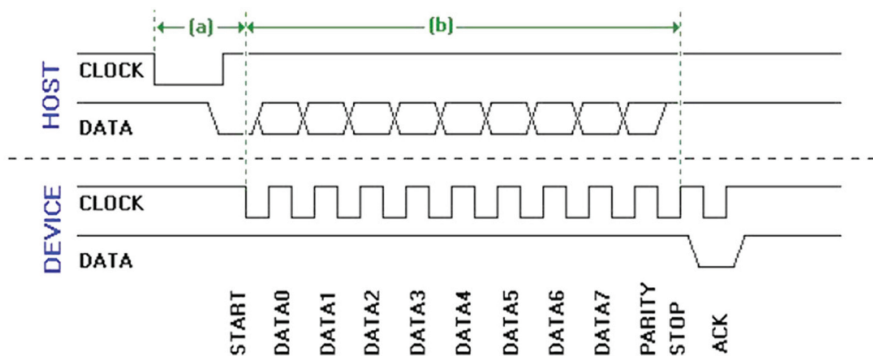 (a) (b)
HOST
CLOCK
DATA
DEVICE
CLOCK
DATA
START
DATA0
DATA1
DATA2
DATA3
DATA4
DATA5
DATA6
DATA7
PARITY
STOP
ACK